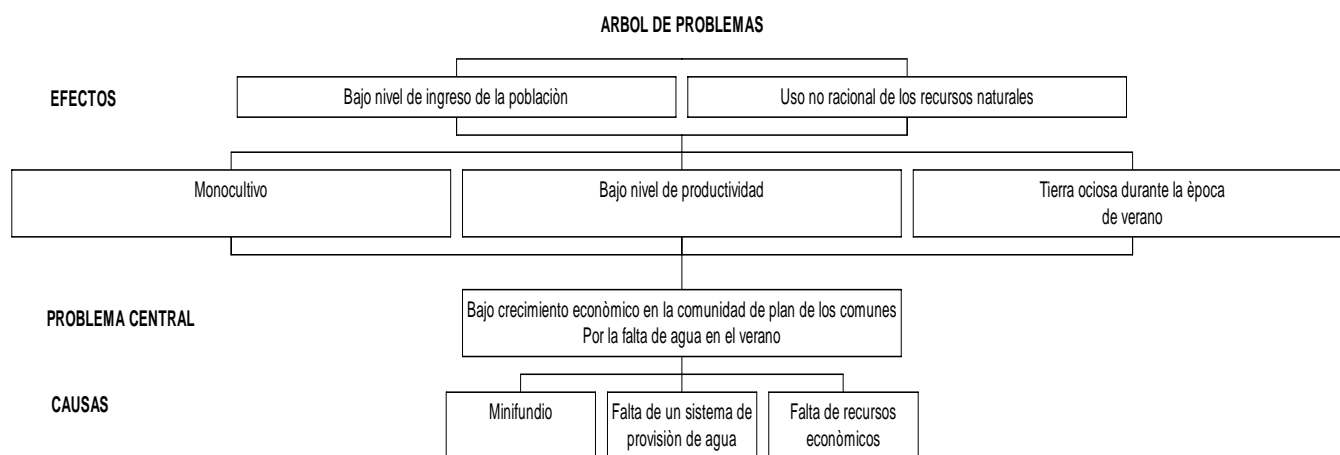 ARBOL DE PROBLEMAS
EFECTOS
Bajo nivel de ingreso de la poblaciòn
Uso no racional de los recursos naturales
Monocultivo
Bajo nivel de productividad
Tierra ociosa durante la època
de verano
PROBLEMA CENTRAL
Bajo crecimiento econòmico en la comunidad de plan de los comunes
Por la falta de agua en el verano
CAUSAS
Minifundio
Falta de un sistema de
provisiòn de agua
Falta de recursos
econòmicos